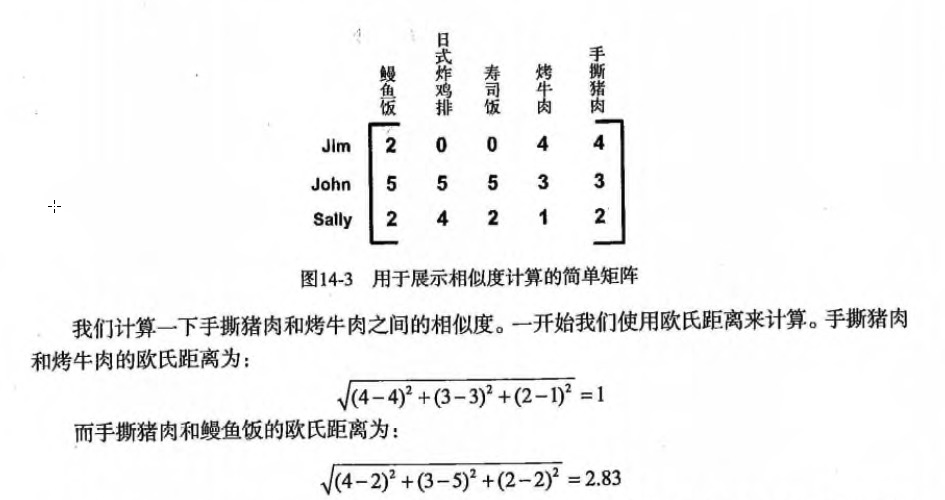 鳗鱼饭 日式炸鸡排 寿司饭 烤牛肉 手撕猪肉
Jim 2 0 0 4 4
John 5 5 5 3 3
Sally 2 4 2 1 2
图14-3 用于展示相似度计算的简单矩阵
我们计算一下手撕猪肉和烤牛肉之间的相似度。一开始我们使用欧氏距离来计算。手撕猪肉
和烤牛肉的欧氏距离为：
√(4−4)²+(3−3)²+(2−1)² =1
而手撕猪肉和鳗鱼饭的欧氏距离为：
√(4−2)²+(3−5)²+(2−2)² =2.83